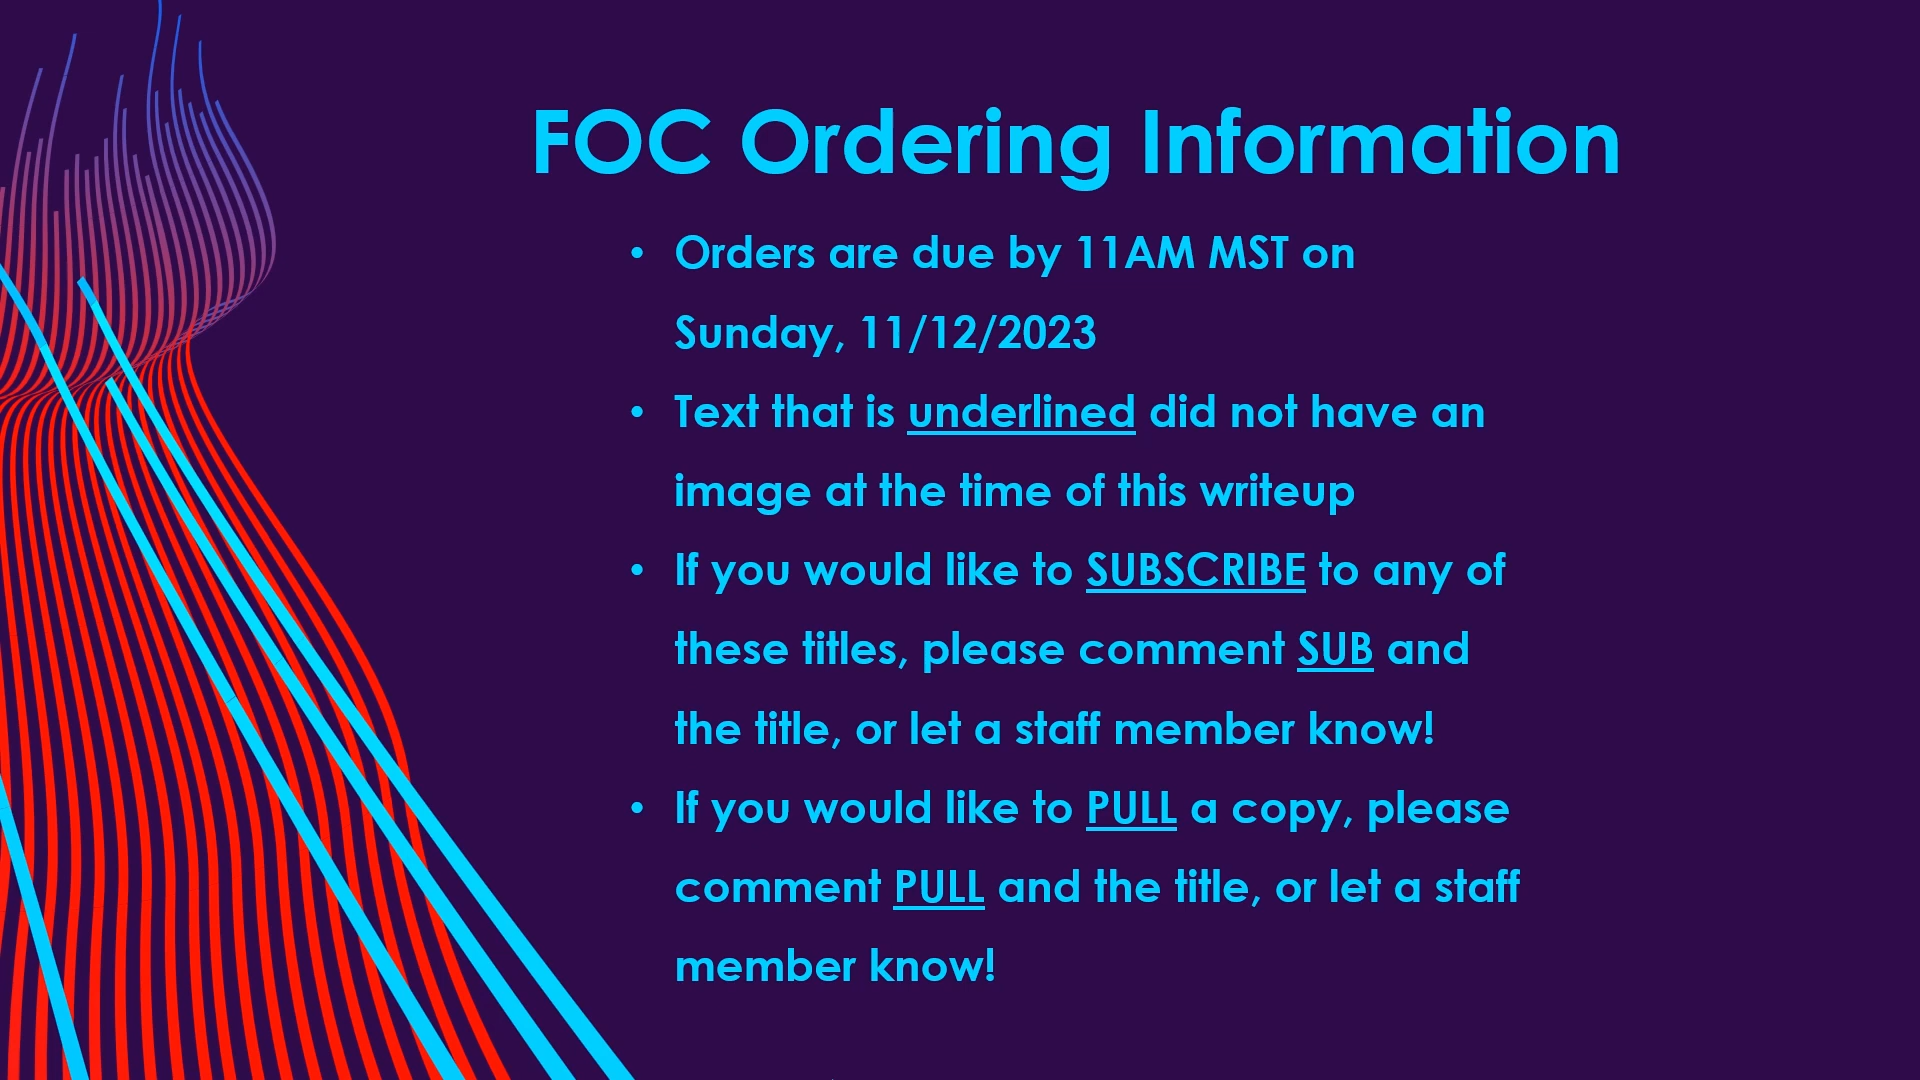 FOC Ordering Information
• Orders are due by 11AM MST on
Sunday, 11/12/2023
• Text that is underlined did not have an
image at the time of this writeup
• If you would like to SUBSCRIBE to any of
these titles, please comment SUB and
the title, or let a staff member know!
• If you would like to PULL a copy, please
comment PULL and the title, or let a staff
member know!